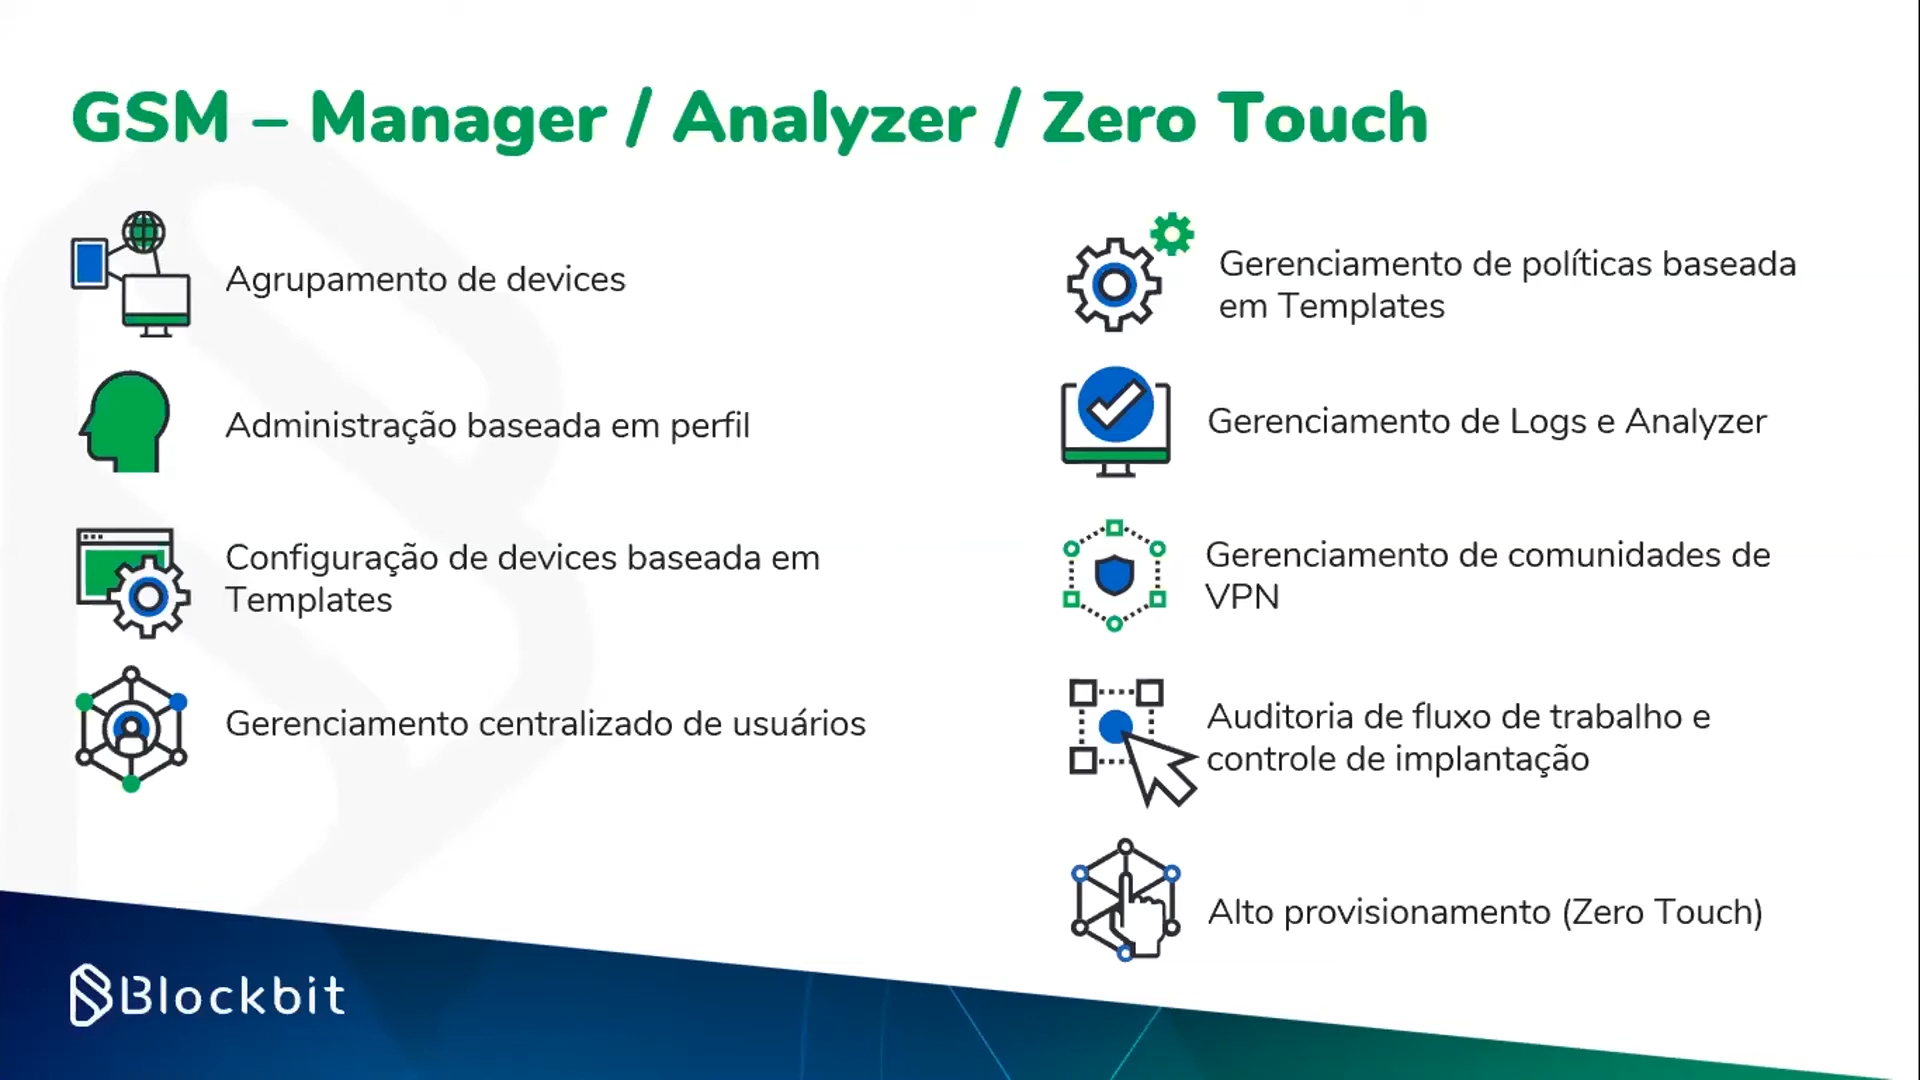 GSM – Manager / Analyzer / Zero Touch
Agrupamento de devices
Administração baseada em perfil
Configuração de devices baseada em
Templates
Gerenciamento centralizado de usuários
Gerenciamento de políticas baseada
em Templates
Gerenciamento de Logs e Analyzer
Gerenciamento de comunidades de
VPN
Auditoria de fluxo de trabalho e
controle de implantação
Alto provisionamento (Zero Touch)
Blockbit